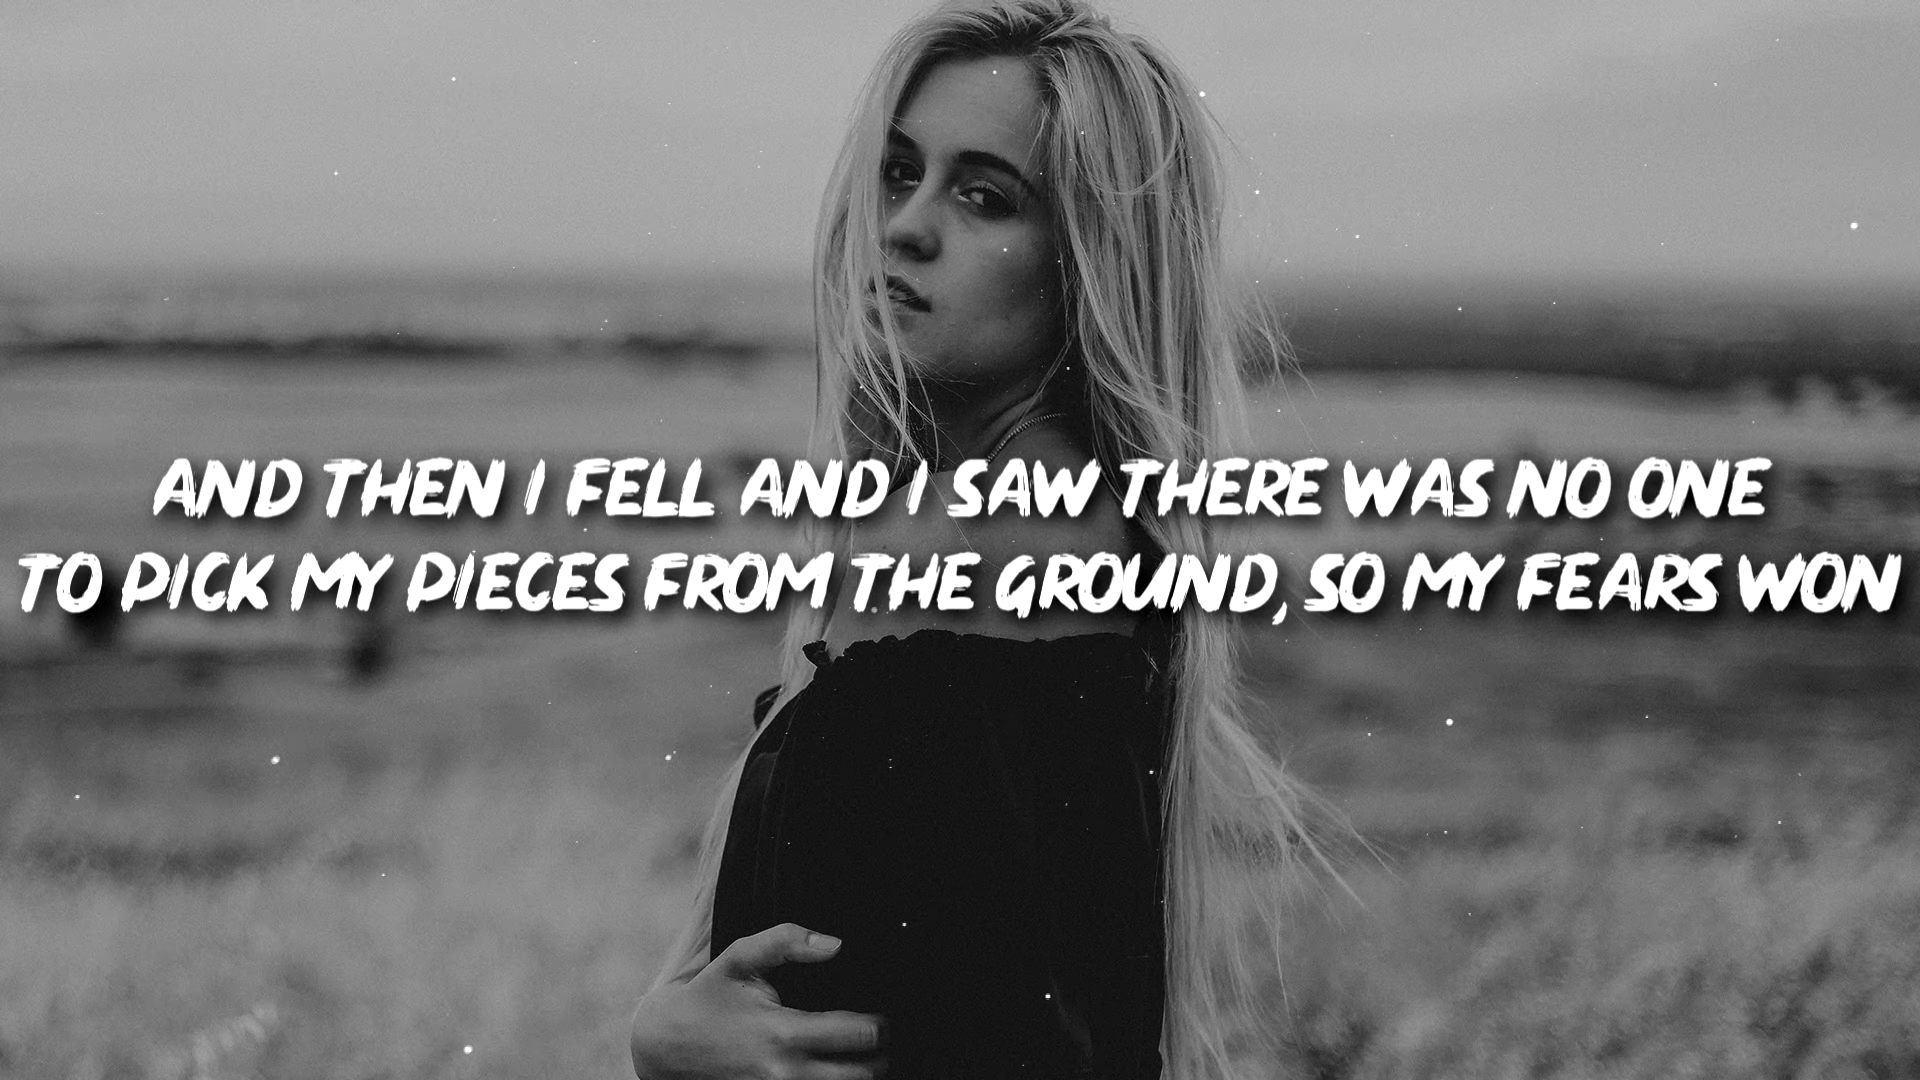 AND THEN I FELL AND I SAW THERE WAS NO ONE
TO PICK MY PIECES FROM THE GROUND, SO MY FEARS WON